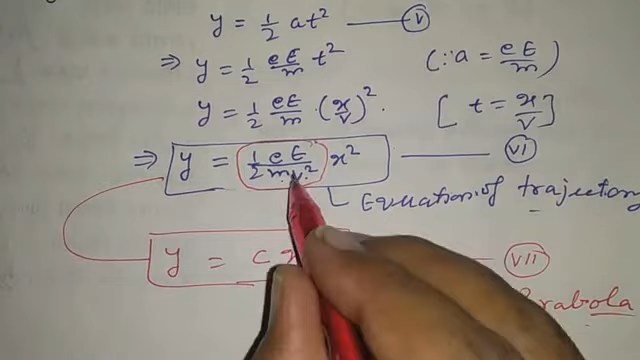 y = ½ at² —— (v)
⇒ y = ½ eE/m t² (∵ a = eE/m)
y = ½ eE/m (x/v)². [ t = x/v ]
⇒ y = ½ eE/mv² x² —— (vi)
Equation of trajectory
y = c —— (vii)